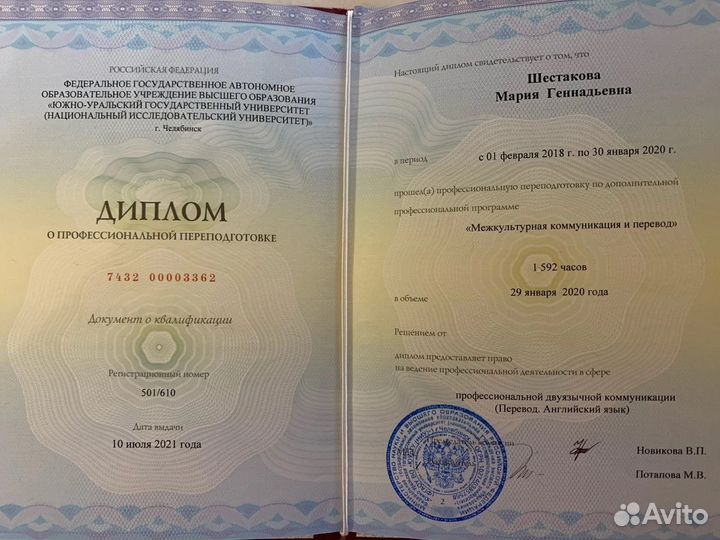 РОССИЙСКАЯ ФЕДЕРАЦИЯ
ФЕДЕРАЛЬНОЕ ГОСУДАРСТВЕННОЕ АВТОНОМНОЕ
ОБРАЗОВАТЕЛЬНОЕ УЧРЕЖДЕНИЕ ВЫСШЕГО ОБРАЗОВАНИЯ
«ЮЖНО-УРАЛЬСКИЙ ГОСУДАРСТВЕННЫЙ УНИВЕРСИТЕТ
(НАЦИОНАЛЬНЫЙ ИССЛЕДОВАТЕЛЬСКИЙ УНИВЕРСИТЕТ)»
г. Челябинск
ДИПЛОМ
О ПРОФЕССИОНАЛЬНОЙ ПЕРЕПОДГОТОВКЕ
7432 00003362
Документ о квалификации
Регистрационный номер
501/610
Дата выдачи
10 июля 2021 года
Настоящий диплом свидетельствует о том, что
Шестакова
Мария Геннадьевна
в период
с 01 февраля 2018 г. по 30 января 2020 г.
прошел(а) профессиональную переподготовку по дополнительной
профессиональной программе
«Межкультурная коммуникация и перевод»
1 592 часов
в объеме
29 января 2020 года
Решением от
диплом предоставляет право
на ведение профессиональной деятельности в сфере
профессиональной двуязычной коммуникации
(Перевод. Английский язык)
Новикова В.П.
Потапова М.В.
2
Avito